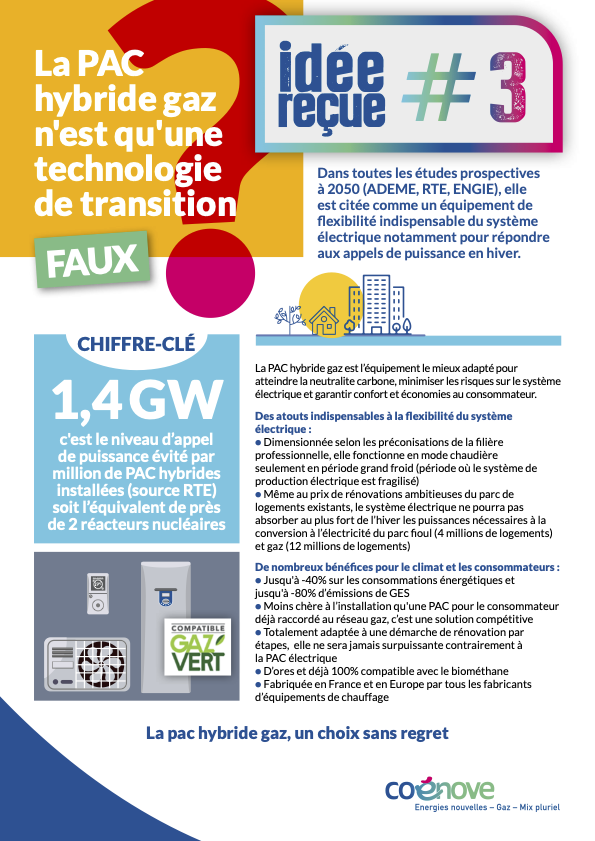 La PAC
hybride gaz
n'est qu'une
technologie
de transition
FAUX
idée
reçue
#3
Dans toutes les études prospectives
à 2050 (ADEME, RTE, ENGIE), elle
est citée comme un équipement de
flexibilité indispensable du système
électrique notamment pour répondre
aux appels de puissance en hiver.
CHIFFRE-CLÉ
1,4 GW
c'est le niveau d'appel
de puissance évité par
million de PAC hybrides
installées (source RTE)
soit l'équivalent de près
de 2 réacteurs nucléaires
COMPATIBLE
GAZ
VERT
La PAC hybride gaz est l'équipement le mieux adapté pour
atteindre la neutralite carbone, minimiser les risques sur le système
électrique et garantir confort et économies au consommateur.
Des atouts indispensables à la flexibilité du système
électrique :
● Dimensionnée selon les préconisations de la filière
professionnelle, elle fonctionne en mode chaudière
seulement en période grand froid (période où le système de
production électrique est fragilisé)
● Même au prix de rénovations ambitieuses du parc de
logements existants, le système électrique ne pourra pas
absorber au plus fort de l'hiver les puissances nécessaires à la
conversion à l'électricité du parc fioul (4 millions de logements)
et gaz (12 millions de logements)
De nombreux bénéfices pour le climat et les consommateurs :
● Jusqu'à -40% sur les consommations énergétiques et
jusqu'à -80% d'émissions de GES
● Moins chère à l'installation qu'une PAC pour le consommateur
déjà raccordé au réseau gaz, c'est une solution compétitive
● Totalement adaptée à une démarche de rénovation par
étapes, elle ne sera jamais surpuissante contrairement à
la PAC électrique
● D'ores et déjà 100% compatible avec le biométhane
● Fabriquée en France et en Europe par tous les fabricants
d'équipements de chauffage
La pac hybride gaz, un choix sans regret
coénove
Energies nouvelles – Gaz – Mix pluriel